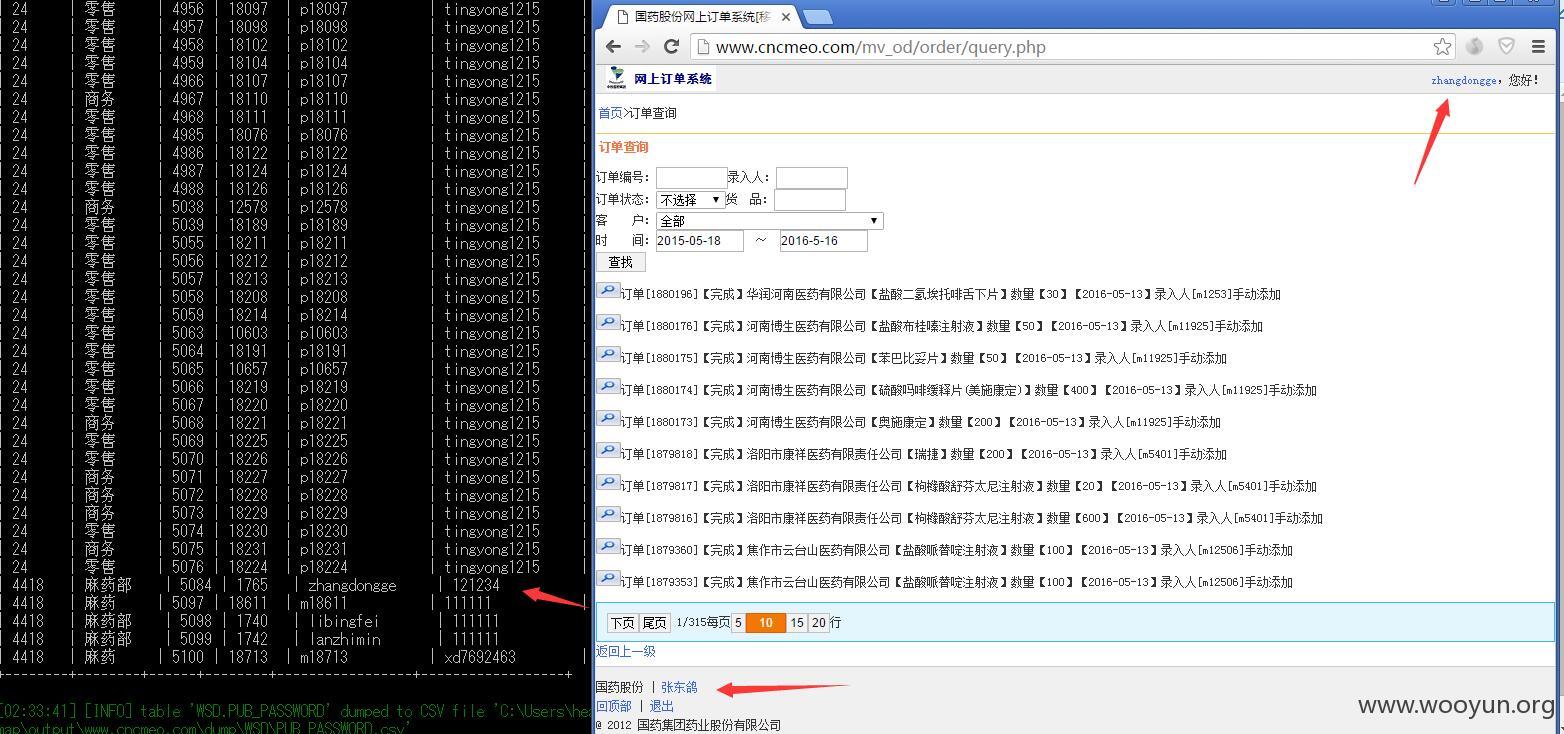 24 | 零售 | 4956 | 18097 | p18097 | tingyong1215
24 | 零售 | 4957 | 18098 | p18098 | tingyong1215
24 | 零售 | 4958 | 18102 | p18102 | tingyong1215
24 | 零售 | 4959 | 18104 | p18104 | tingyong1215
24 | 零售 | 4966 | 18107 | p18107 | tingyong1215
24 | 商务 | 4967 | 18110 | p18110 | tingyong1215
24 | 零售 | 4968 | 18111 | p18111 | tingyong1215
24 | 零售 | 4985 | 18076 | p18076 | tingyong1215
24 | 零售 | 4986 | 18122 | p18122 | tingyong1215
24 | 零售 | 4987 | 18124 | p18124 | tingyong1215
24 | 零售 | 4988 | 18126 | p18126 | tingyong1215
24 | 商务 | 5038 | 12578 | p12578 | tingyong1215
24 | 零售 | 5039 | 18189 | p18189 | tingyong1215
24 | 零售 | 5055 | 18211 | p18211 | tingyong1215
24 | 零售 | 5056 | 18212 | p18212 | tingyong1215
24 | 零售 | 5057 | 18213 | p18213 | tingyong1215
24 | 零售 | 5058 | 18208 | p18208 | tingyong1215
24 | 零售 | 5059 | 18214 | p18214 | tingyong1215
24 | 零售 | 5063 | 10603 | p10603 | tingyong1215
24 | 零售 | 5064 | 18191 | p18191 | tingyong1215
24 | 零售 | 5065 | 10657 | p10657 | tingyong1215
24 | 零售 | 5066 | 18219 | p18219 | tingyong1215
24 | 零售 | 5067 | 18220 | p18220 | tingyong1215
24 | 商务 | 5068 | 18221 | p18221 | tingyong1215
24 | 零售 | 5069 | 18225 | p18225 | tingyong1215
24 | 零售 | 5070 | 18226 | p18226 | tingyong1215
24 | 商务 | 5071 | 18227 | p18227 | tingyong1215
24 | 商务 | 5072 | 18228 | p18228 | tingyong1215
24 | 商务 | 5073 | 18229 | p18229 | tingyong1215
24 | 零售 | 5074 | 18230 | p18230 | tingyong1215
24 | 商务 | 5075 | 18231 | p18231 | tingyong1215
24 | 零售 | 5076 | 18224 | p18224 | tingyong1215
4418 | 麻药部 | 5084 | 1765 | zhangdongge | 121234
4418 | 麻药 | 5097 | 18611 | m18611 | 111111
4418 | 麻药部 | 5098 | 1740 | libingfei | 111111
4418 | 麻药部 | 5099 | 1742 | lanzhimin | 111111
4418 | 麻药 | 5100 | 18713 | m18713 | xd7692463
[02:33:41] [INFO] table 'WSD.PUB_PASSWORD' dumped to CSV file 'C:\Users\he
map\output\www.cncmeo.com\dump\WSD\PUB_PASSWORD.csv'
国药股份网上订单系统[移
www.cncmeo.com/mv_od/order/query.php
网上订单系统
zhangdongge，您好！
首页>订单查询
订单查询
订单编号： 录入人：
订单状态： 不选择 货 品：
客 户： 全部
时 间： 2015-05-18 ～ 2016-5-16
查找
订单[1880196]【完成】华润河南医药有限公司【盐酸二氢埃托啡舌下片】数量【30】【2016-05-13】录入人[m1253]手动添加
订单[1880176]【完成】河南博生医药有限公司【盐酸布桂嗪注射液】数量【50】【2016-05-13】录入人[m11925]手动添加
订单[1880175]【完成】河南博生医药有限公司【苯巴比妥片】数量【50】【2016-05-13】录入人[m11925]手动添加
订单[1880174]【完成】河南博生医药有限公司【硫酸吗啡缓释片(美施康定)】数量【400】【2016-05-13】录入人[m11925]手动添加
订单[1880173]【完成】河南博生医药有限公司【奥施康定】数量【200】【2016-05-13】录入人[m11925]手动添加
订单[1879818]【完成】洛阳市康祥医药有限责任公司【瑞捷】数量【200】【2016-05-13】录入人[m5401]手动添加
订单[1879817]【完成】洛阳市康祥医药有限责任公司【枸橼酸舒芬太尼注射液】数量【20】【2016-05-13】录入人[m5401]手动添加
订单[1879816]【完成】洛阳市康祥医药有限责任公司【枸橼酸舒芬太尼注射液】数量【600】【2016-05-13】录入人[m5401]手动添加
订单[1879360]【完成】焦作市云台山医药有限公司【盐酸哌替啶注射液】数量【100】【2016-05-13】录入人[m12506]手动添加
订单[1879353]【完成】焦作市云台山医药有限公司【盐酸哌替啶注射液】数量【100】【2016-05-13】录入人[m12506]手动添加
下页 尾页 1/315每页 5 10 15 20 行
返回上一级
国药股份 | 张东鸽
回顶部 | 退出
@ 2012 国药集团药业股份有限公司
www.wooyun.org